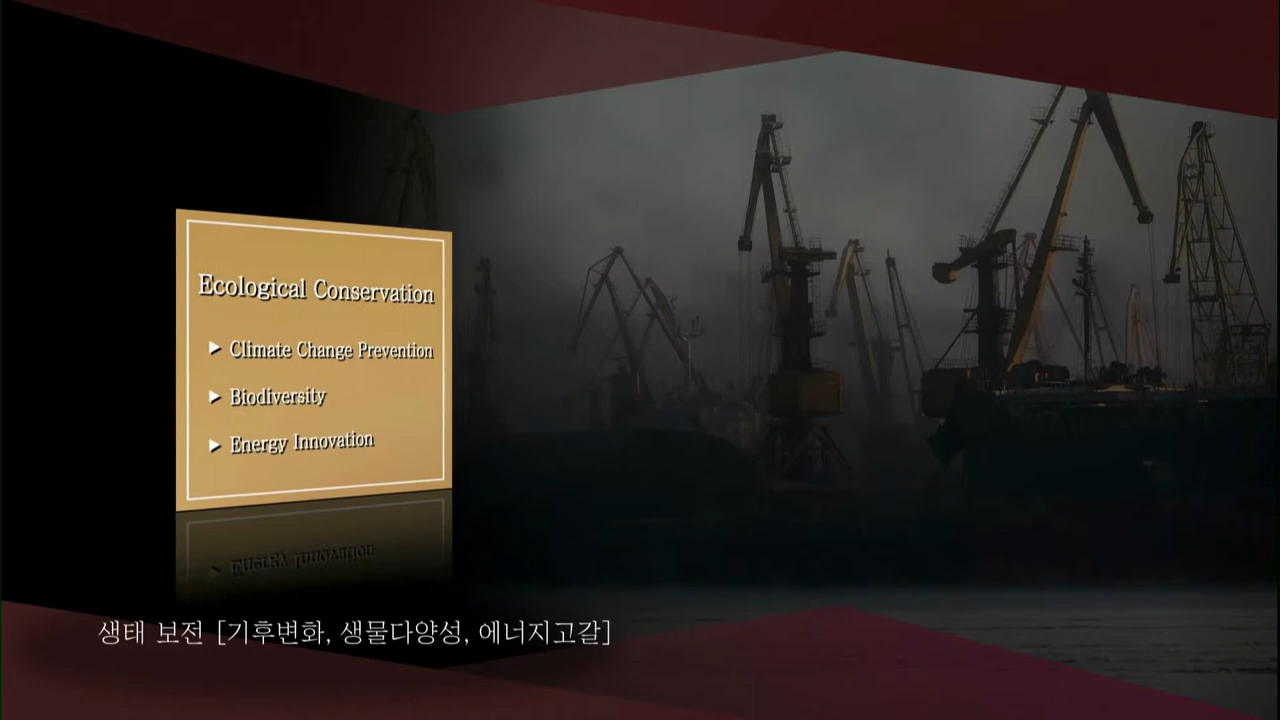 Ecological Conservation
► Climate Change Prevention
► Biodiversity
► Energy Innovation
생태 보전 [기후변화, 생물다양성, 에너지고갈]